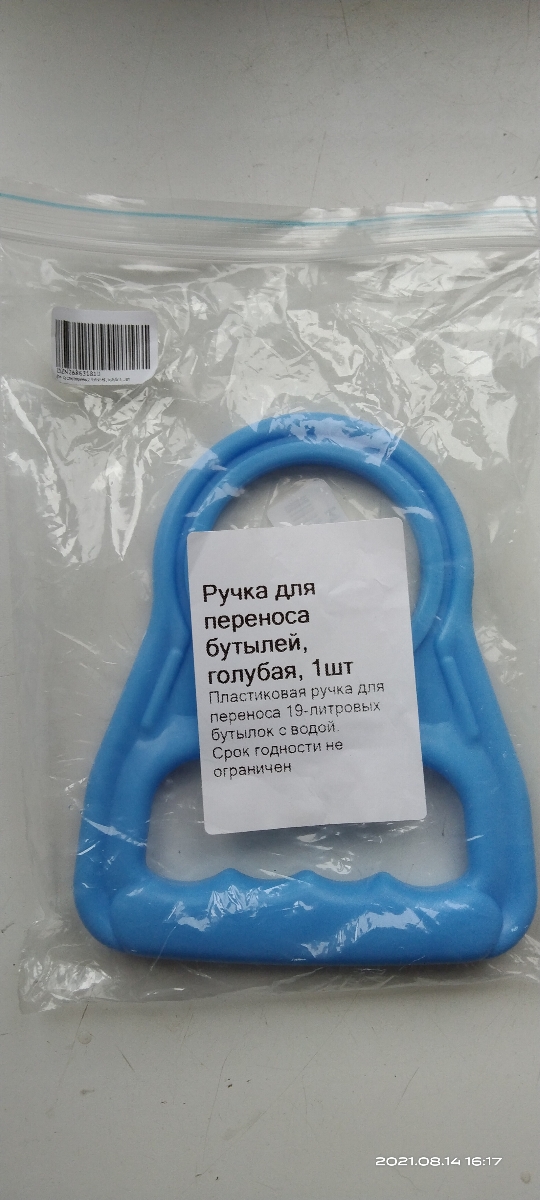 Ручка для
переноса
бутылей,
голубая, 1шт
Пластиковая ручка для
переноса 19-литровых
бутылок с водой.
Срок годности не
ограничен
2021.08.14 16:17